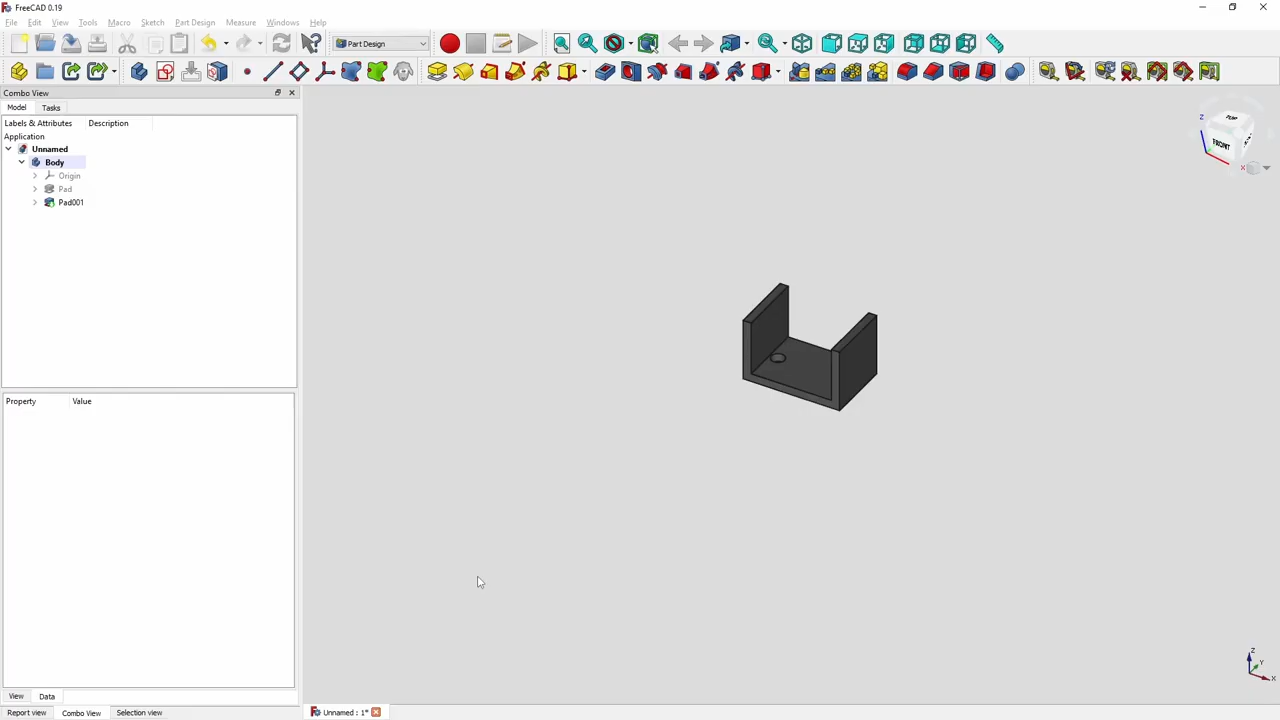 FreeCAD 0.19
File Edit View Tools Macro Sketch Part Design Measure Windows Help
Part Design
Combo View
Model Tasks
Labels & Attributes Description
Application
Unnamed
Body
Origin
Pad
Pad001
Property Value
View Data
Report view Combo View Selection view
Unnamed : 1*
FRONT
Z
X
Z
Y
X